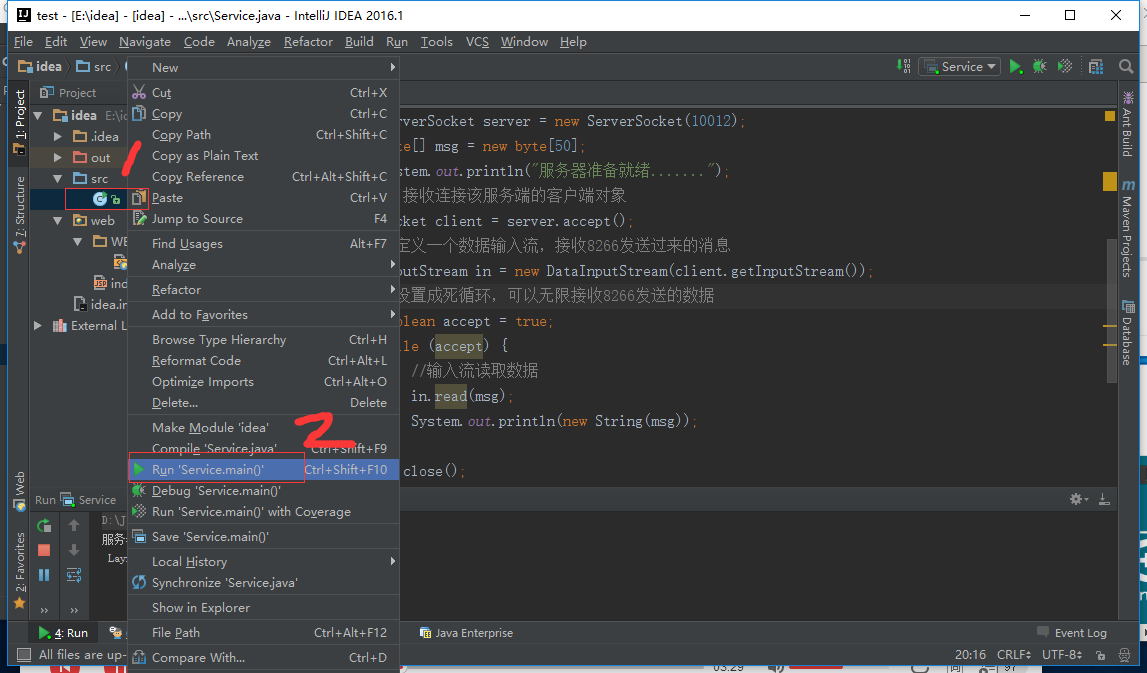 test - [E:\idea] - [idea] - ...\src\Service.java - IntelliJ IDEA 2016.1
File Edit View Navigate Code Analyze Refactor Build Run Tools VCS Window Help
idea src
Service
Project
idea E:\i
.idea
out
src
web
WE
ind
idea.in
External L
1: Project
7: Structure
Web
2: Favorites
1
2
New
Cut Ctrl+X
Copy Ctrl+C
Copy Path Ctrl+Shift+C
Copy as Plain Text
Copy Reference Ctrl+Alt+Shift+C
Paste Ctrl+V
Jump to Source F4
Find Usages Alt+F7
Analyze
Refactor
Add to Favorites
Browse Type Hierarchy Ctrl+H
Reformat Code Ctrl+Alt+L
Optimize Imports Ctrl+Alt+O
Delete... Delete
Make Module 'idea'
Compile 'Service.java' Ctrl+Shift+F9
Run 'Service.main()' Ctrl+Shift+F10
Debug 'Service.main()'
Run 'Service.main()' with Coverage
Save 'Service.main()'
Local History
Synchronize 'Service.java'
Show in Explorer
File Path Ctrl+Alt+F12
Compare With... Ctrl+D
erverSocket server = new ServerSocket(10012);
te[] msg = new byte[50];
stem.out.println("服务器准备就绪.......");
接收连接该服务端的客户端对象
cket client = server.accept();
定义一个数据输入流，接收8266发送过来的消息
putStream in = new DataInputStream(client.getInputStream());
设置成死循环，可以无限接收8266发送的数据
olean accept = true;
ile (accept) {
//输入流读取数据
in.read(msg);
System.out.println(new String(msg));
close();
Ant Build
Maven Projects
Database
Run Service
D:\J
服务
Lay
4: Run
Java Enterprise
Event Log
All files are up-
20:16 CRLF UTF-8
03:29
97